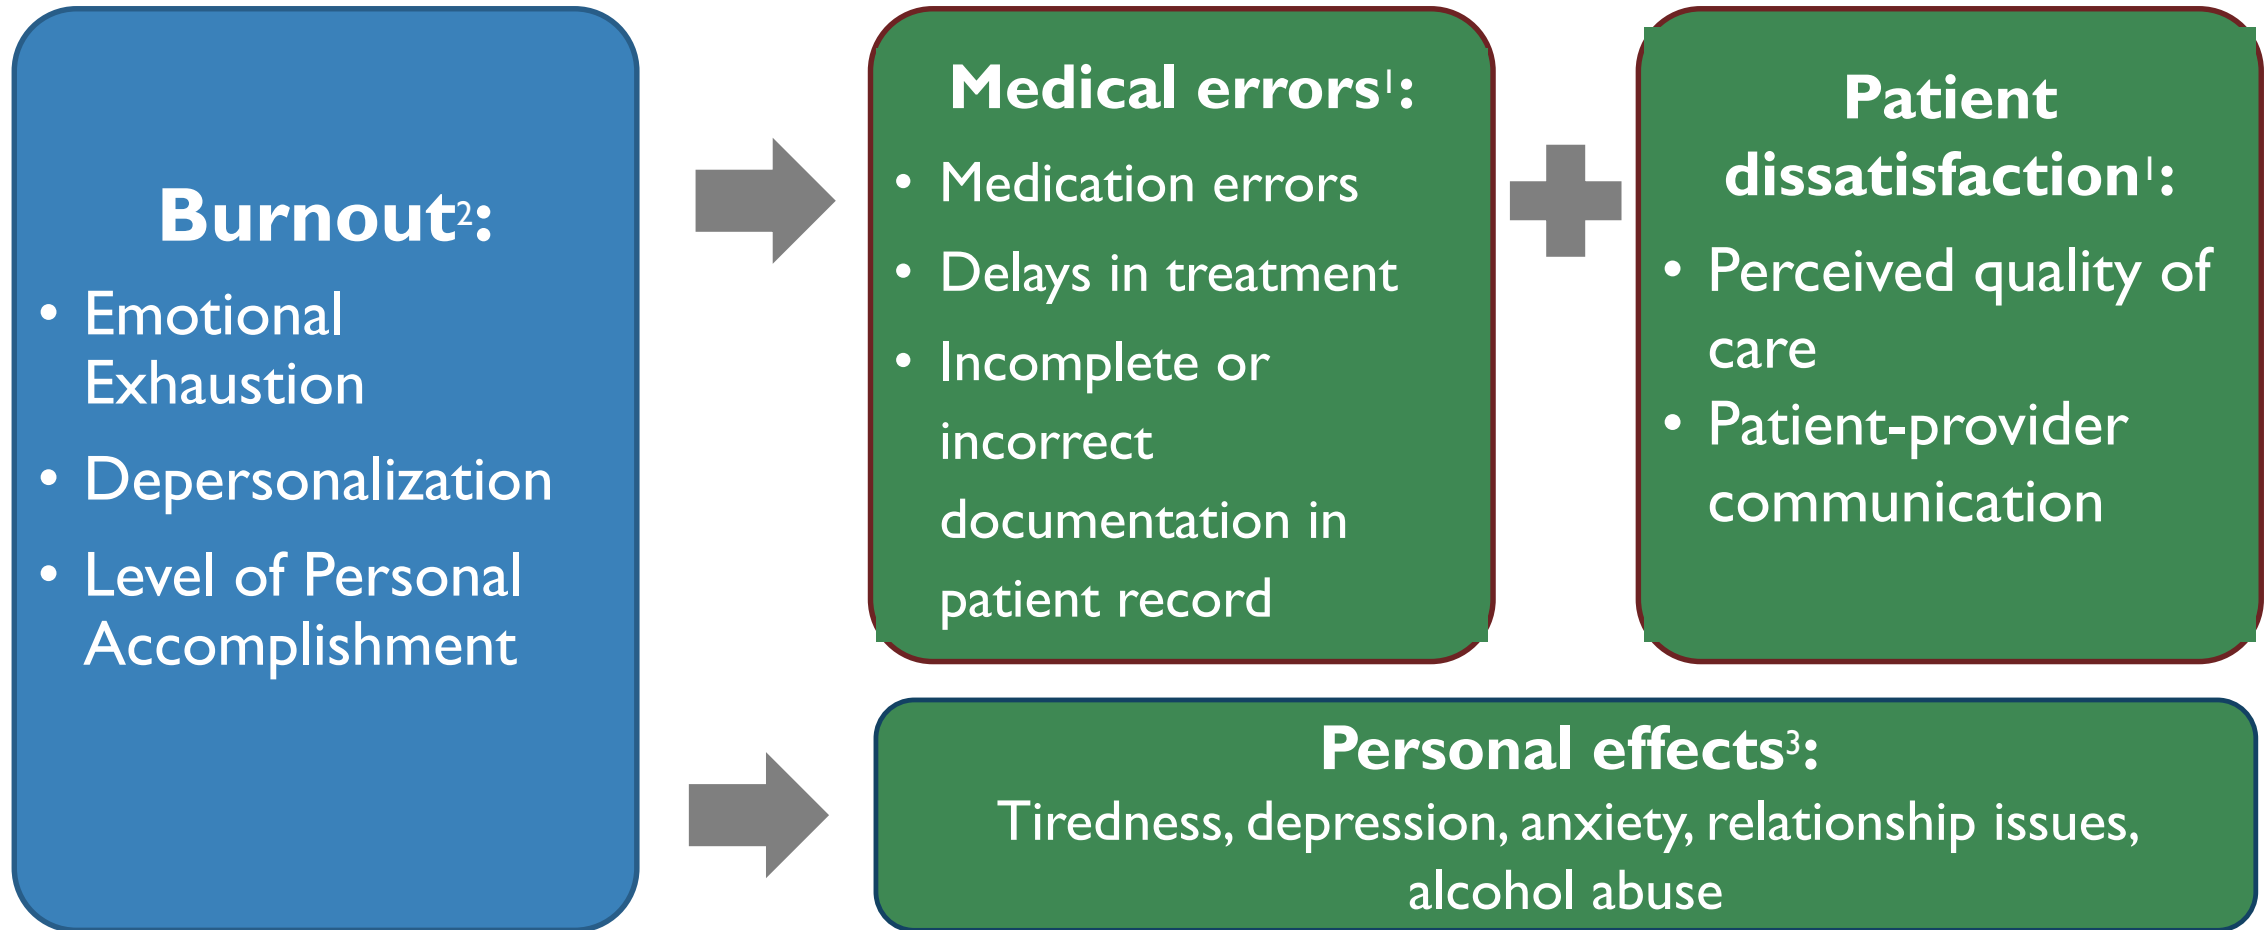 Burnout²:
• Emotional
Exhaustion
• Depersonalization
• Level of Personal
Accomplishment
Medical errors¹:
• Medication errors
• Delays in treatment
• Incomplete or
incorrect
documentation in
patient record
Patient
dissatisfaction¹:
• Perceived quality of
care
• Patient-provider
communication
Personal effects³:
Tiredness, depression, anxiety, relationship issues,
alcohol abuse